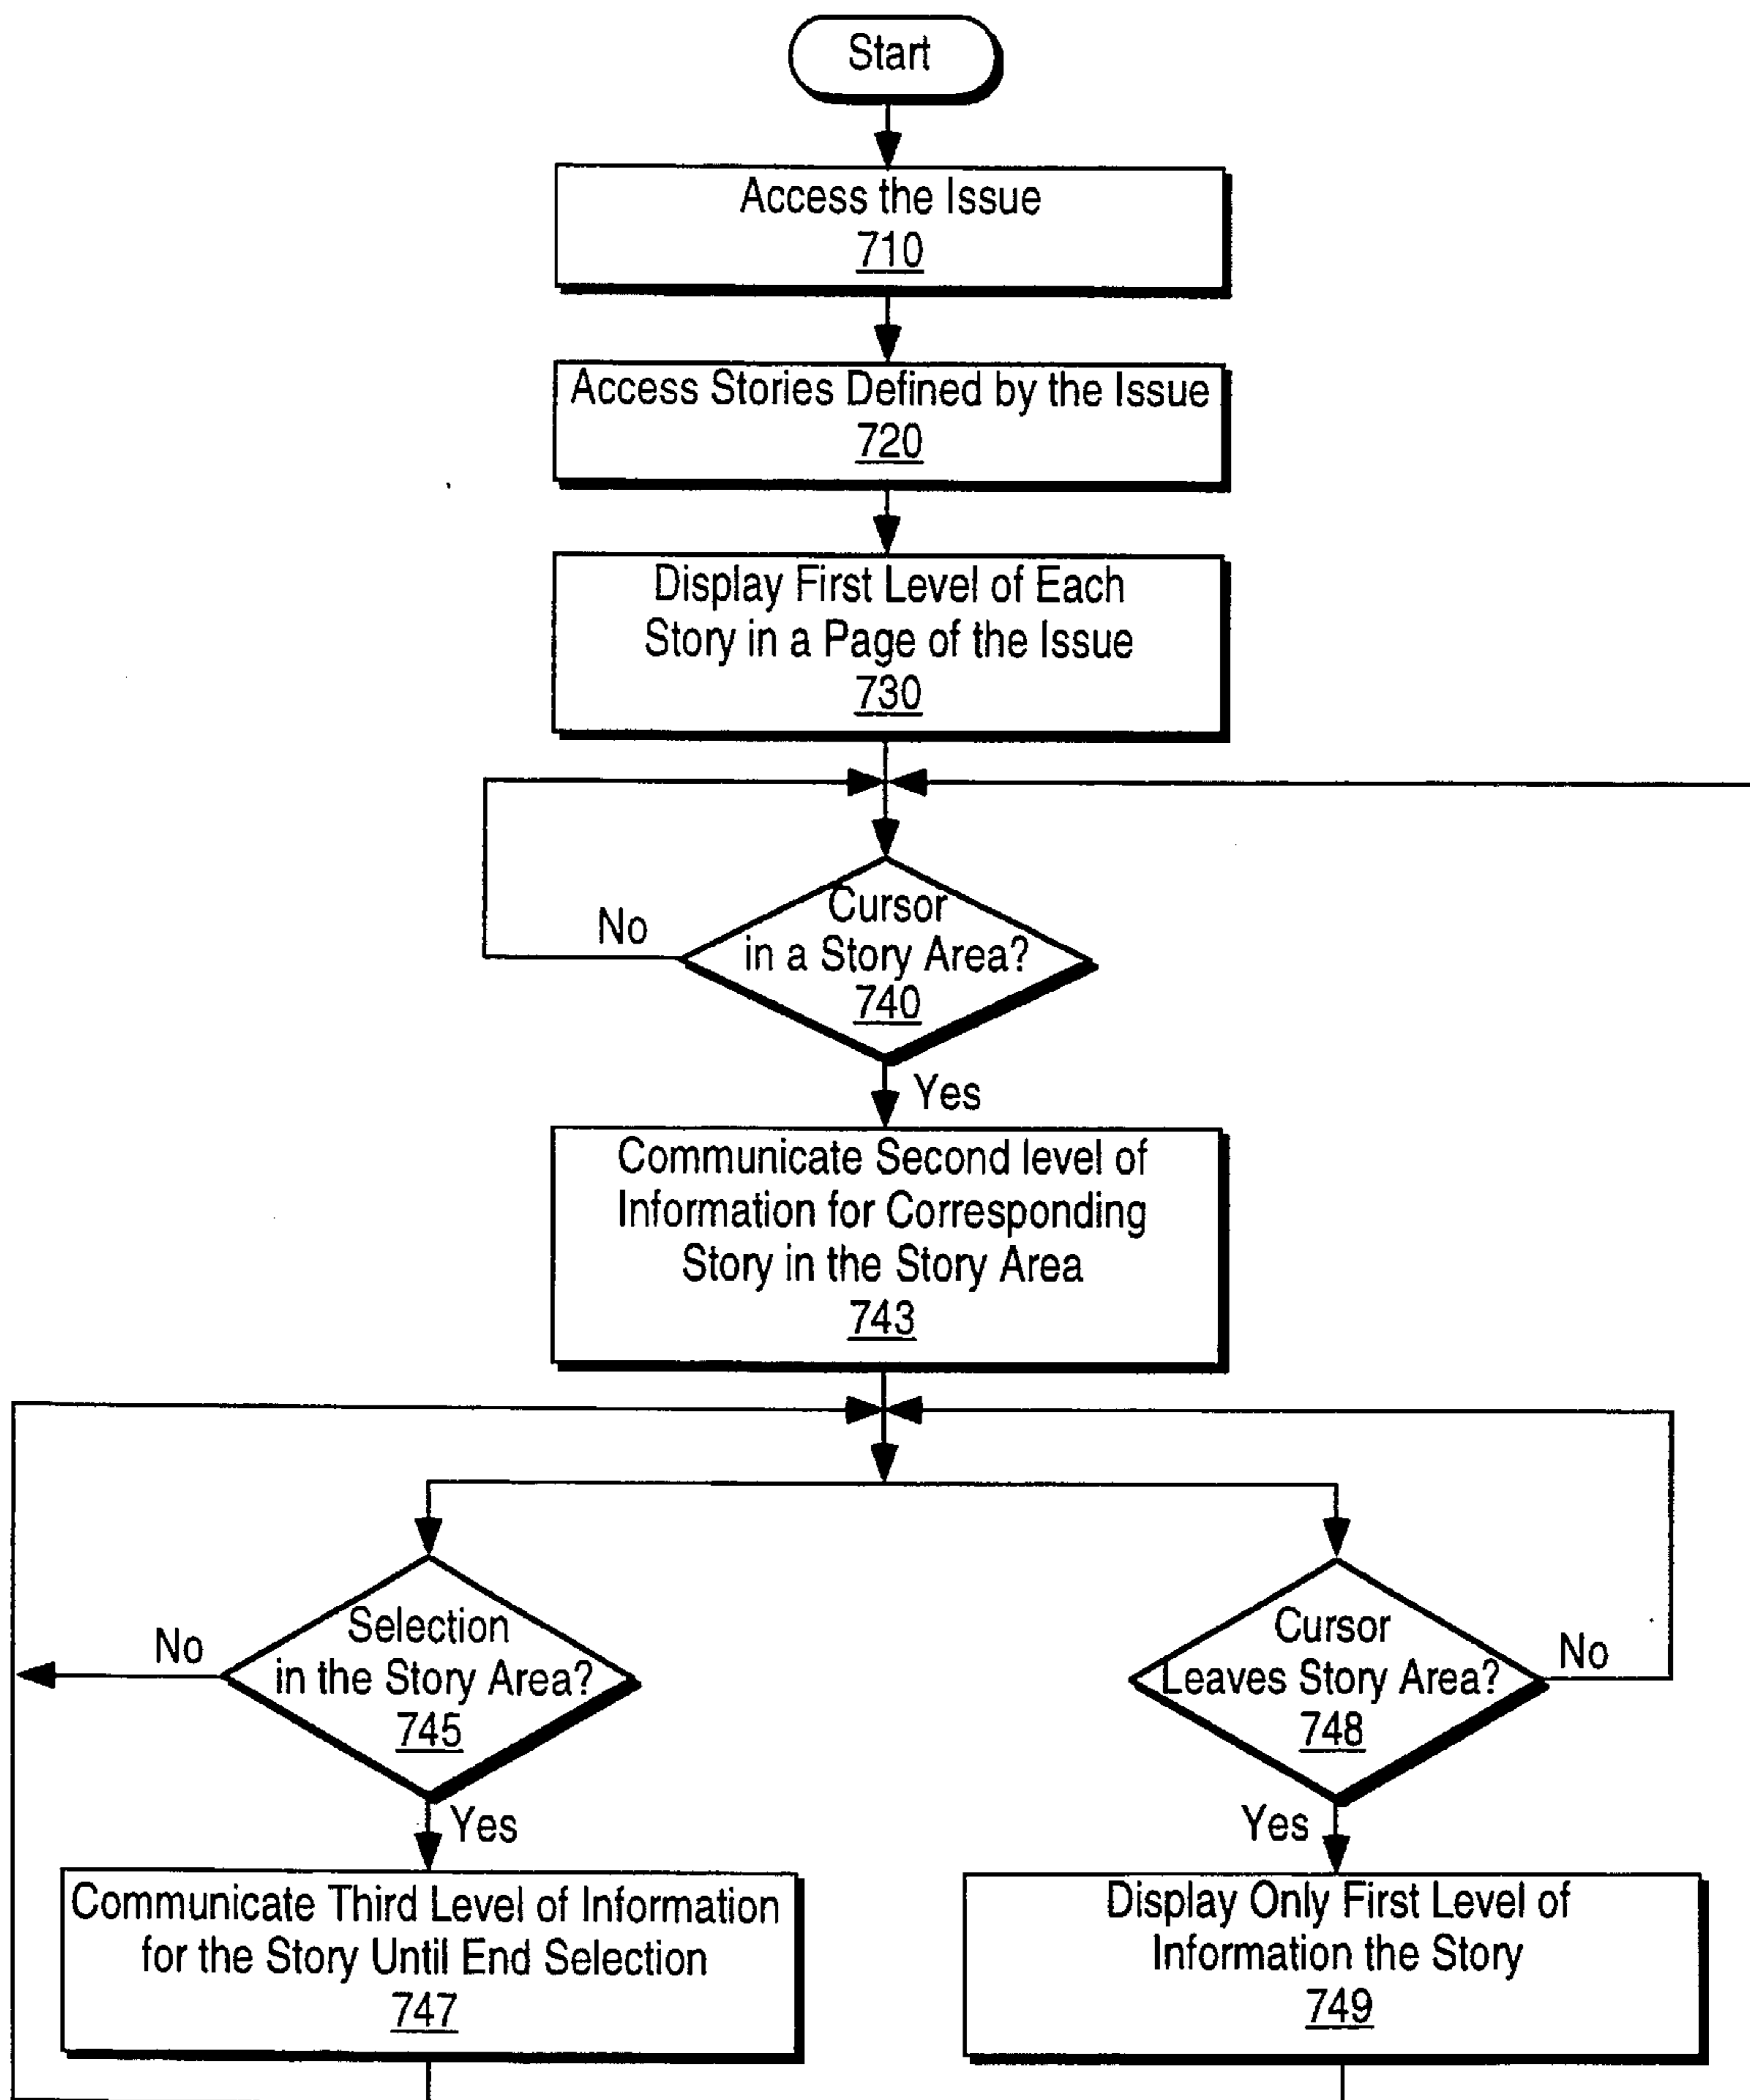 Start
Access the Issue
710
Access Stories Defined by the Issue
720
Display First Level of Each
Story in a Page of the Issue
730
Cursor
in a Story Area?
740
No
Yes
Communicate Second level of
Information for Corresponding
Story in the Story Area
743
Selection
in the Story Area?
745
No
Yes
Cursor
Leaves Story Area?
748
No
Yes
Communicate Third Level of Information
for the Story Until End Selection
747
Display Only First Level of
Information the Story
749